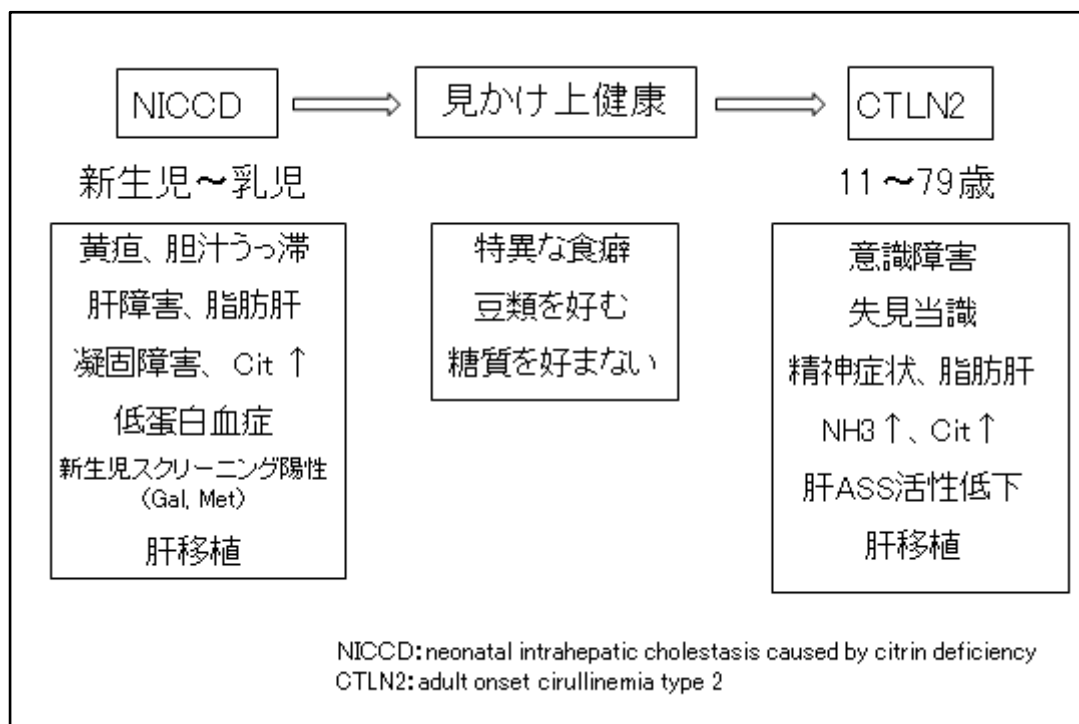 NICCD
見かけ上健康
CTLN2
新生児〜乳児
11〜79歳
黄疸、胆汁うっ滞
肝障害、脂肪肝
凝固障害、Cit ↑
低蛋白血症
新生児スクリーニング陽性
(Gal, Met)
肝移植
特異な食癖
豆類を好む
糖質を好まない
意識障害
失見当識
精神症状、脂肪肝
NH3↑、Cit↑
肝ASS活性低下
肝移植
NICCD:neonatal intrahepatic cholestasis caused by citrin deficiency
CTLN2:adult onset cirullinemia type 2